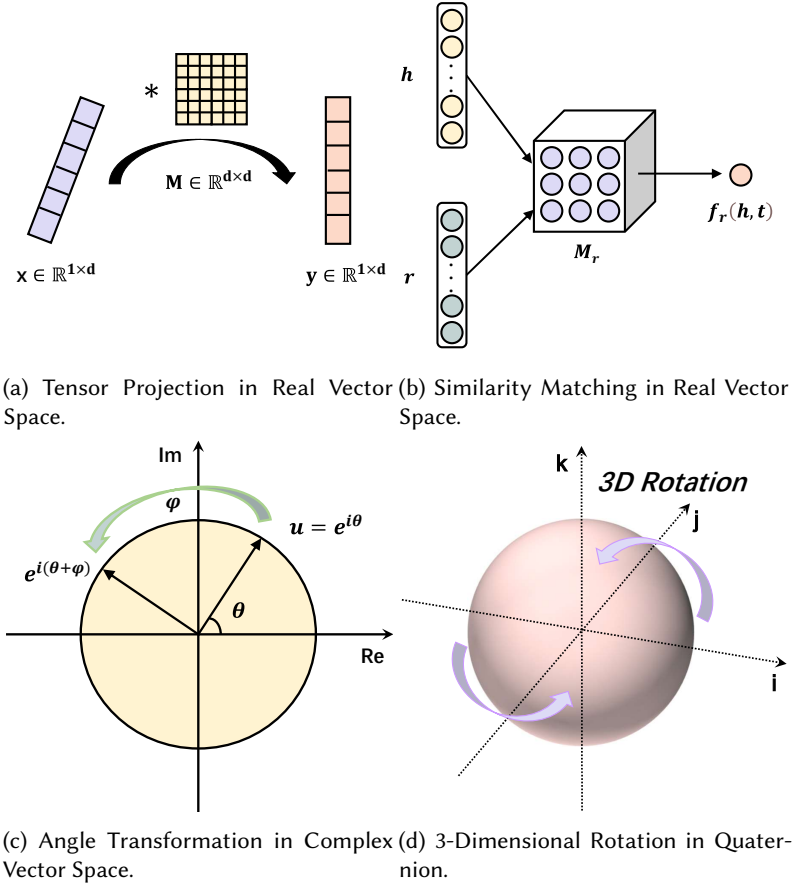 *
M ∈ ℝ^{d×d}
x ∈ ℝ^{1×d}
y ∈ ℝ^{1×d}
h
r
M_r
f_r(h, t)
(a) Tensor Projection in Real Vector
Space.
(b) Similarity Matching in Real Vector
Space.
Im
φ
u = e^{iθ}
e^{i(θ+φ)}
θ
Re
k
3D Rotation
j
i
(c) Angle Transformation in Complex
Vector Space.
(d) 3-Dimensional Rotation in Quater-
nion.